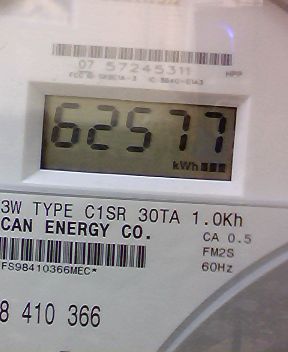 07 57245311 HPP
62577
kWh
3W TYPE C1SR 30TA 1.0Kh
CAN ENERGY CO. CA 0.5
FM2S
FS98410366MEC* 60Hz
8 410 366